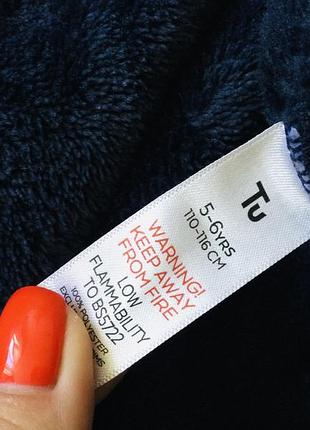 Tu
5-6YRS
110-116 CM
WARNING!
KEEP AWAY
FROM FIRE
LOW
FLAMMABILITY
TO BS5722
100% POLYESTER